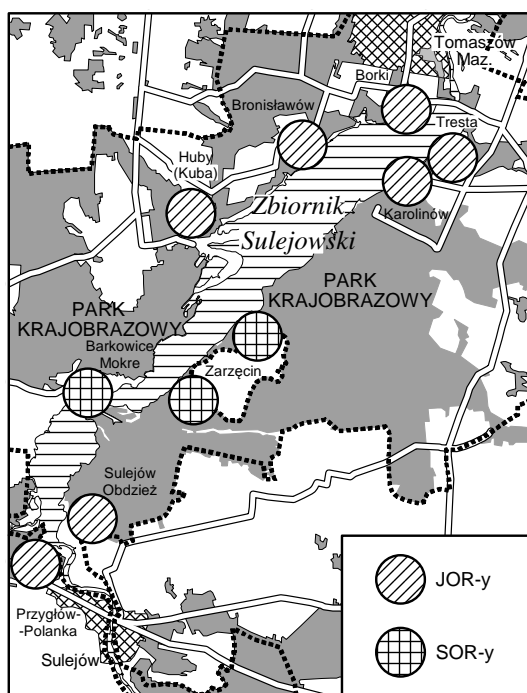 Tomaszów
Maz.
Borki
Bronisławów
Tresta
Huby
(Kuba)
Karolinów
Zbiornik
Sulejowski
PARK
KRAJOBRAZOWY
PARK
KRAJOBRAZOWY
Barkowice
Mokre
Zarzęcin
Sulejów
Obdzież
Przygłów-
-Polanka
Sulejów
JOR-y
SOR-y